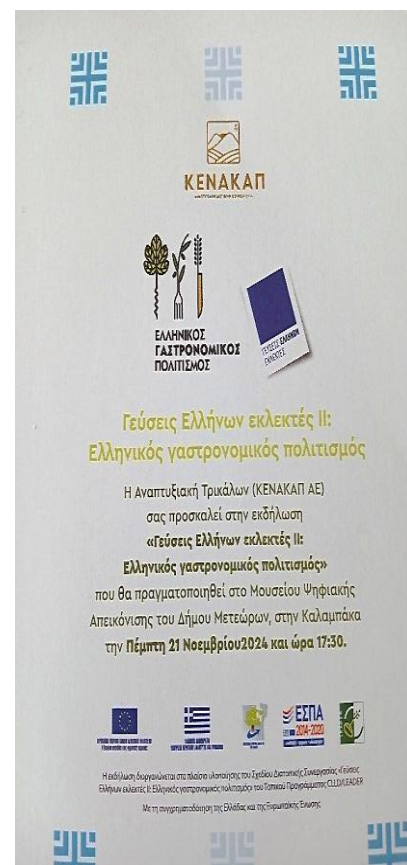 ΚΕΝΑΚΑΠ
ΕΛΛΗΝΙΚΟΣ
ΓΑΣΤΡΟΝΟΜΙΚΟΣ
ΠΟΛΙΤΙΣΜΟΣ
ΓΕΥΣΕΙΣ ΕΛΛΗΝΩΝ
ΕΚΛΕΚΤΕΣ
Γεύσεις Ελλήνων εκλεκτές ΙΙ:
Ελληνικός γαστρονομικός πολιτισμός
Η Αναπτυξιακή Τρικάλων (ΚΕΝΑΚΑΠ ΑΕ)
σας προσκαλεί στην εκδήλωση
«Γεύσεις Ελλήνων εκλεκτές ΙΙ:
Ελληνικός γαστρονομικός πολιτισμός»
που θα πραγματοποιηθεί στο Μουσείου Ψηφιακής
Απεικόνισης του Δήμου Μετεώρων, στην Καλαμπάκα
την Πέμπτη 21 Νοεμβρίου2024 και ώρα 17:30.
ΕΣΠΑ
2014-2020
Η εκδήλωση διοργανώνεται στο πλαίσιο υλοποίησης του Σχεδίου Διατοπικής Συνεργασίας «Γεύσεις
Ελλήνων εκλεκτές ΙΙ: Ελληνικός γαστρονομικός πολιτισμός» του Τοπικού Προγράμματος CLLD/LEADER
Με τη συγχρηματοδότηση της Ελλάδας και της Ευρωπαϊκής Ένωσης